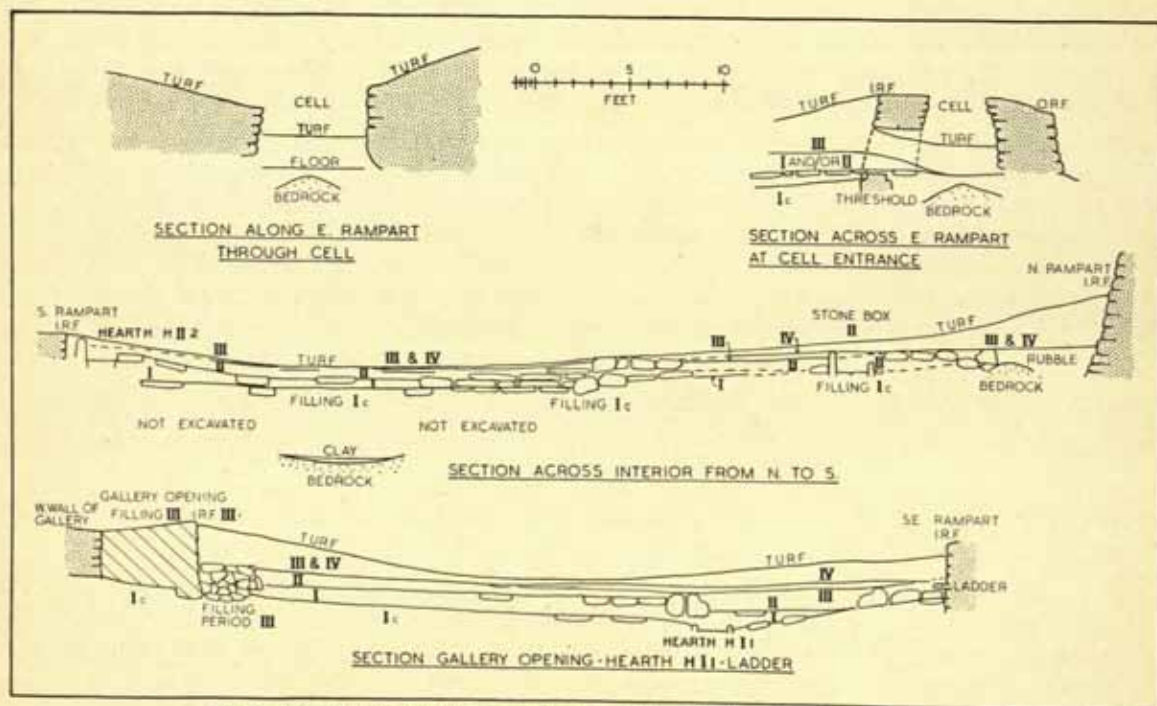 TURF
TURF
CELL
TURF
FLOOR
BEDROCK
SECTION ALONG E. RAMPART
THROUGH CELL
0 5 10
FEET
I.R.F.
TURF
CELL
O.R.F.
TURF
III
I AND/OR II
Ic
THRESHOLD
BEDROCK
SECTION ACROSS E. RAMPART
AT CELL ENTRANCE
S. RAMPART
I.R.F.
HEARTH H II 2
III
TURF
III & IV
II
II
I
I
FILLING Ic
FILLING Ic
NOT EXCAVATED
NOT EXCAVATED
CLAY
BEDROCK
N. RAMPART
I.R.F.
STONE BOX
II
TURF
III
IV
III & IV
II
RUBBLE
I
FILLING Ic
BEDROCK
SECTION ACROSS INTERIOR FROM N. TO S.
W. WALL OF
GALLERY
GALLERY OPENING
FILLING III
I.R.F. III
TURF
III & IV
II
I
Ic
Ic
FILLING
PERIOD III
SE. RAMPART
I.R.F.
TURF
IV
III
LADDER
II
I
HEARTH H I 1
SECTION GALLERY OPENING-HEARTH H I 1-LADDER